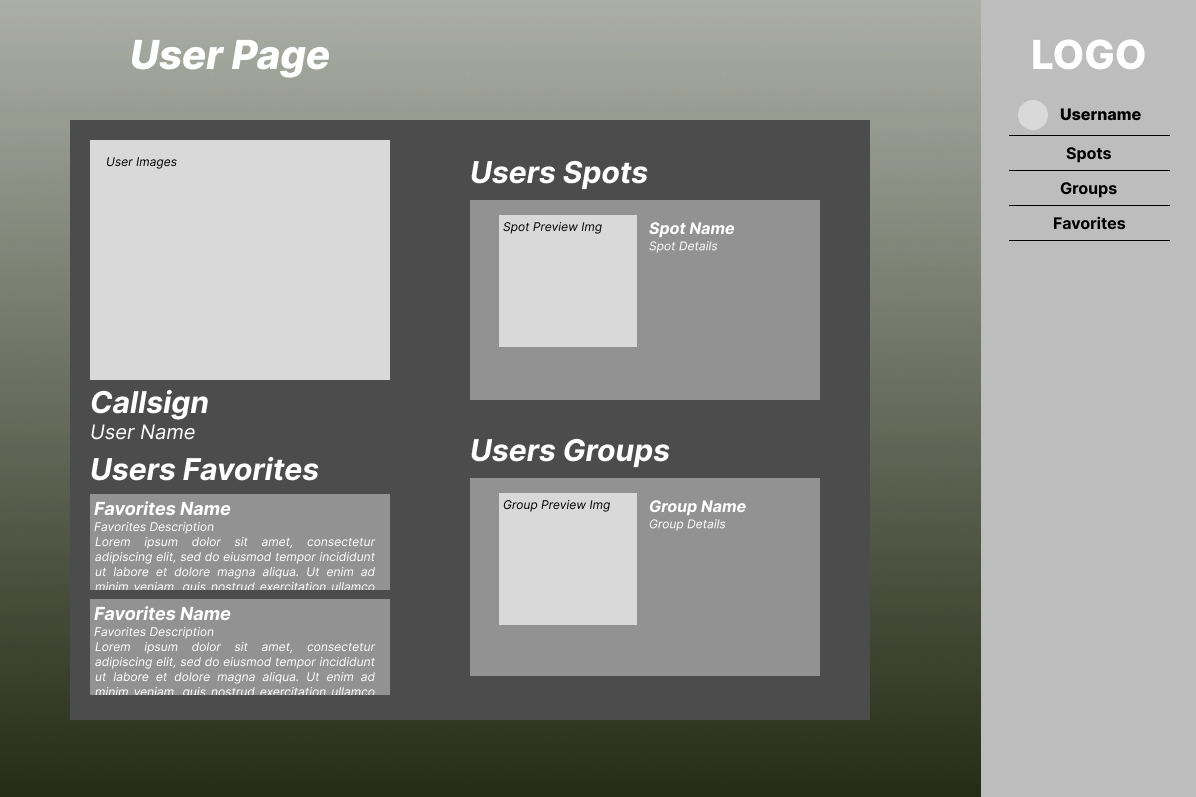 User Page
User Images
Callsign
User Name
Users Favorites
Favorites Name
Favorites Description
Lorem ipsum dolor sit amet, consectetur
adipiscing elit, sed do eiusmod tempor incididunt
ut labore et dolore magna aliqua. Ut enim ad
minim veniam, quis nostrud exercitation ullamco
Favorites Name
Favorites Description
Lorem ipsum dolor sit amet, consectetur
adipiscing elit, sed do eiusmod tempor incididunt
ut labore et dolore magna aliqua. Ut enim ad
minim veniam, quis nostrud exercitation ullamco
Users Spots
Spot Preview Img
Spot Name
Spot Details
Users Groups
Group Preview Img
Group Name
Group Details
LOGO
Username
Spots
Groups
Favorites